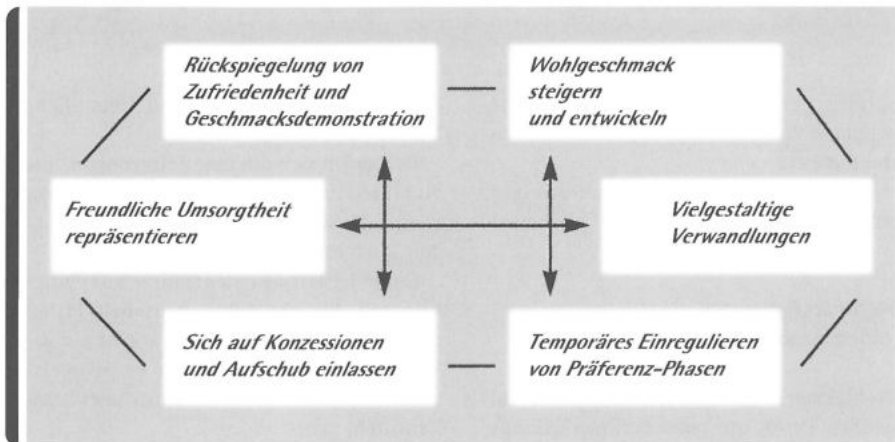 Rückspiegelung von
Zufriedenheit und
Geschmacksdemonstration
Wohlgeschmack
steigern
und entwickeln
Freundliche Umsorgtheit
repräsentieren
Vielgestaltige
Verwandlungen
Sich auf Konzessionen
und Aufschub einlassen
Temporäres Einregulieren
von Präferenz-Phasen